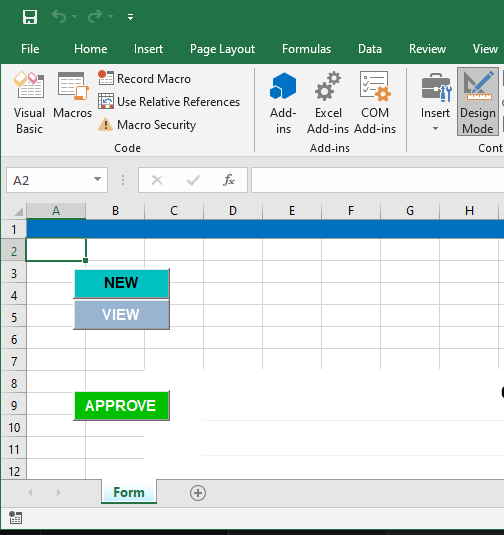 File Home Insert Page Layout Formulas Data Review View
Visual Basic
Macros
Record Macro
Use Relative References
Macro Security
Code
Add-ins
Excel Add-ins
COM Add-ins
Add-ins
Insert
Design Mode
Cont
A2
fx
A B C D E F G H
1
2
3
NEW
4
5
VIEW
6
7
8
9
APPROVE
10
11
12
Form